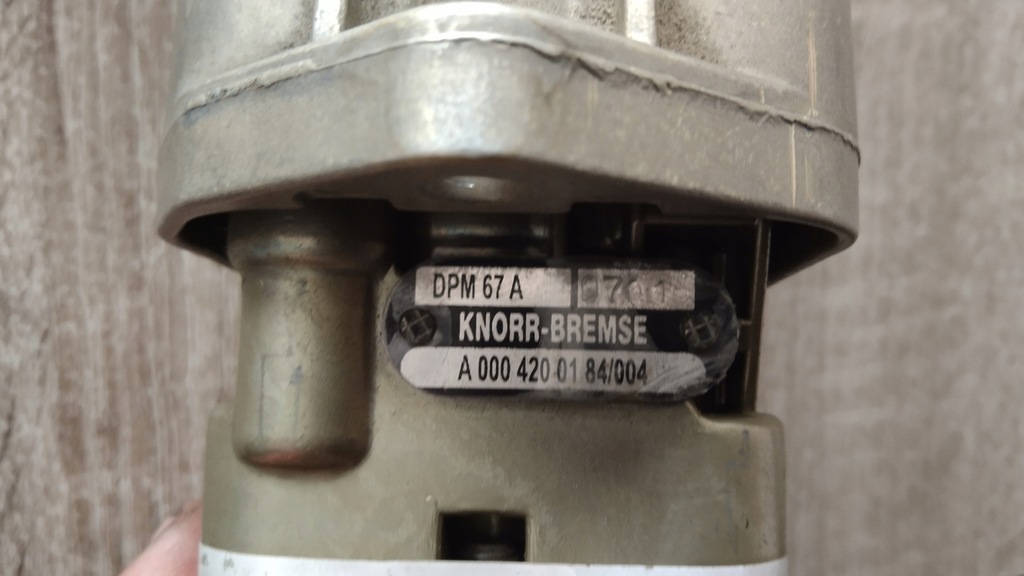 DPM 67 A
KNORR-BREMSE
A 000 420 01 84/004